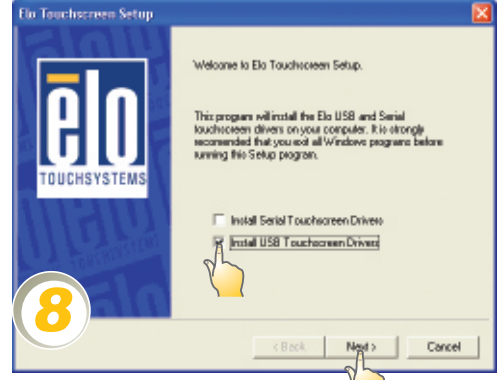 Elo Touchscreen Setup
Welcome to Elo Touchscreen Setup.
This program will install the Elo USB and Serial
touchscreen drivers on your computer. It is strongly
recomended that you exit all Windows programs before
running this Setup program.
elo
TOUCHSYSTEMS
Install Serial Touchscreen Drivers
Install USB Touchscreen Drivers
8
< Back
Next >
Cancel